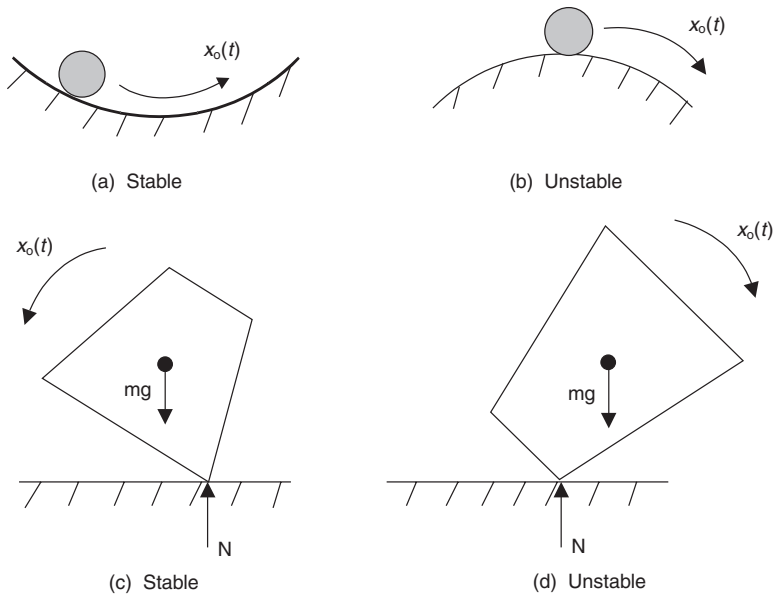 xo(t)
xo(t)
(a) Stable
(b) Unstable
xo(t)
xo(t)
mg
mg
N
N
(c) Stable
(d) Unstable